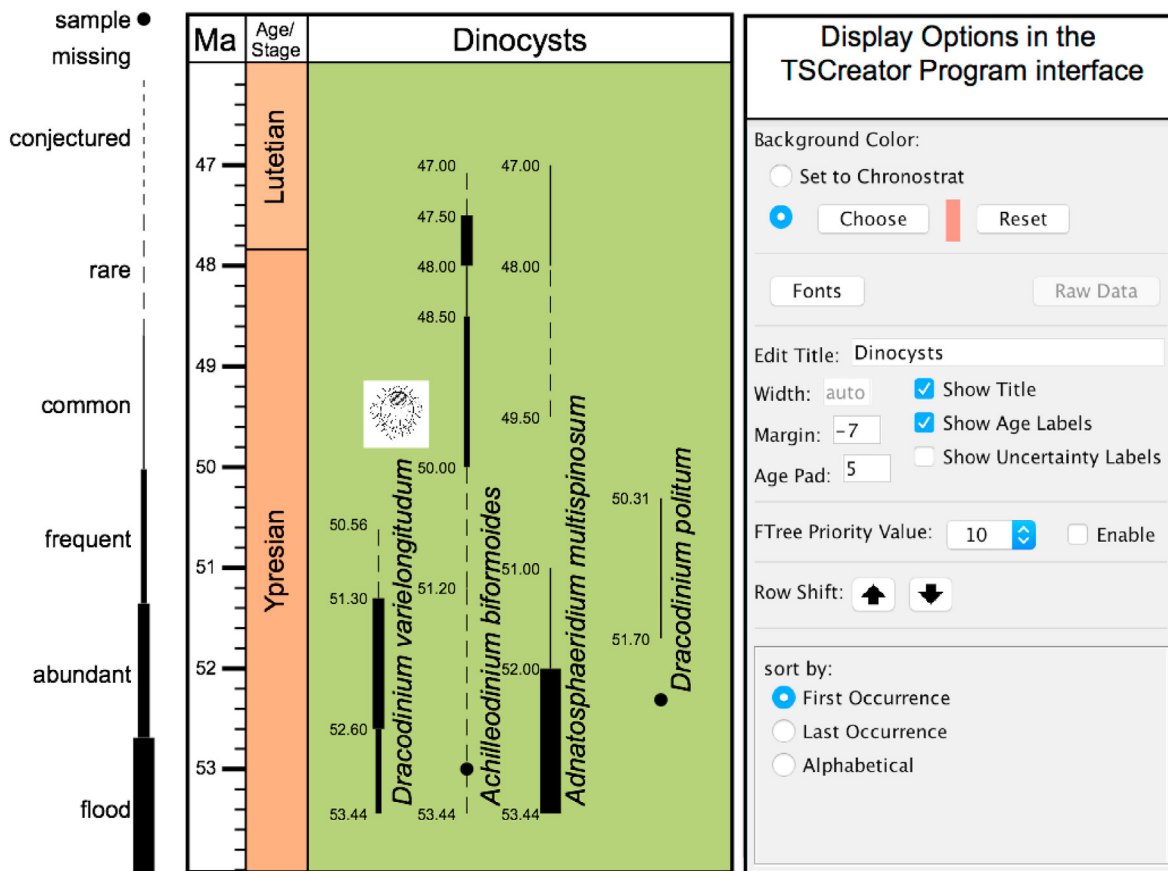 sample
missing
conjectured
rare
common
frequent
abundant
flood
Ma
Age/
Stage
Dinocysts
47
48
49
50
51
52
53
Lutetian
Ypresian
50.56
51.30
52.60
53.44
Dracodinium varielongitudum
47.00
47.50
48.00
48.50
50.00
51.20
53.44
Achilleodinium biformoides
47.00
48.00
49.50
51.00
52.00
53.44
Adnatosphaeridium multispinosum
50.31
51.70
Dracodinium politum
Display Options in the
TSCreator Program interface
Background Color:
Set to Chronostrat
Choose Reset
Fonts Raw Data
Edit Title: Dinocysts
Width: auto Show Title
Margin: -7 Show Age Labels
Age Pad: 5 Show Uncertainty Labels
FTree Priority Value: 10 Enable
Row Shift:
sort by:
First Occurrence
Last Occurrence
Alphabetical